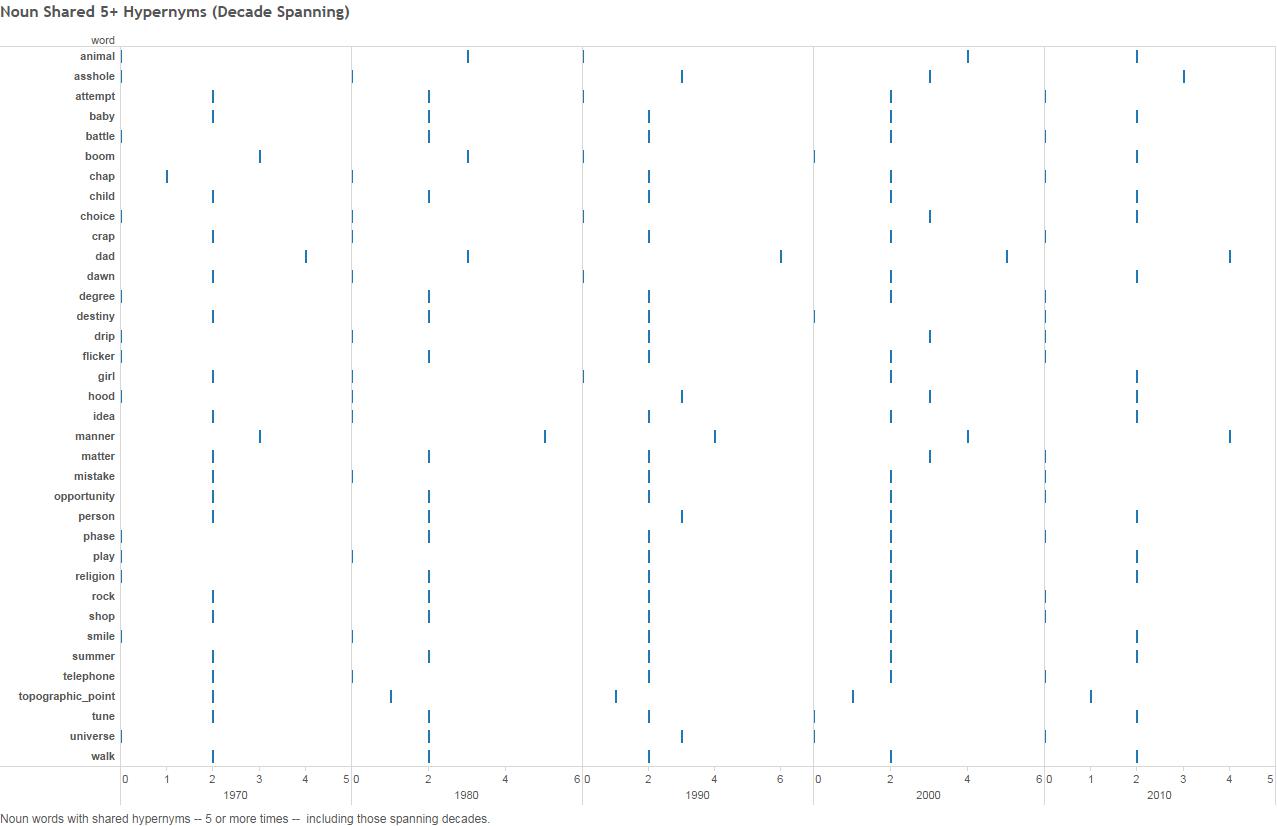 Noun Shared 5+ Hypernyms (Decade Spanning)
word
animal
asshole
attempt
baby
battle
boom
chap
child
choice
crap
dad
dawn
degree
destiny
drip
flicker
girl
hood
idea
manner
matter
mistake
opportunity
person
phase
play
religion
rock
shop
smile
summer
telephone
topographic_point
tune
universe
walk
0 1 2 3 4 5 0 2 4 6 0 2 4 6 0 2 4 6 0 1 2 3 4 5
1970 1980 1990 2000 2010
Noun words with shared hypernyms -- 5 or more times -- including those spanning decades.